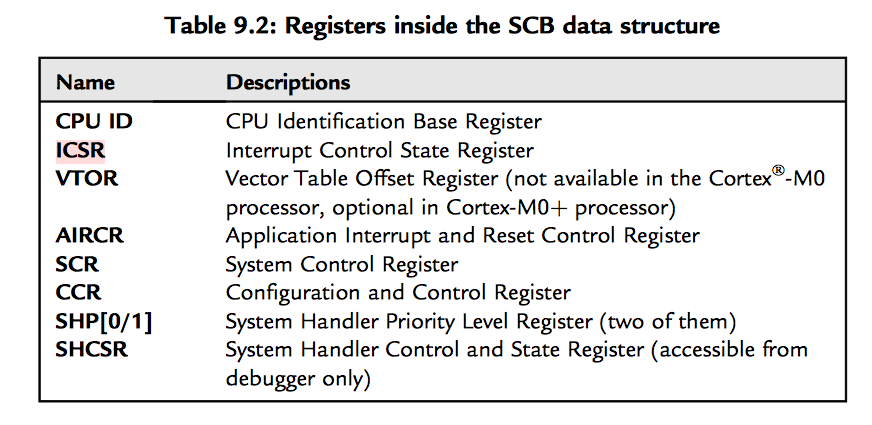 Table 9.2: Registers inside the SCB data structure
Name Descriptions
CPU ID CPU Identification Base Register
ICSR Interrupt Control State Register
VTOR Vector Table Offset Register (not available in the Cortex®-M0
processor, optional in Cortex-M0+ processor)
AIRCR Application Interrupt and Reset Control Register
SCR System Control Register
CCR Configuration and Control Register
SHP[0/1] System Handler Priority Level Register (two of them)
SHCSR System Handler Control and State Register (accessible from
debugger only)